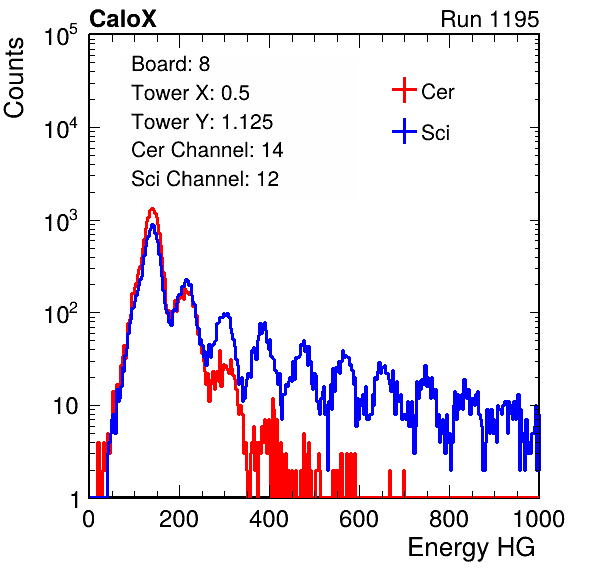 CaloX Run 1195
Counts
Board: 8
Tower X: 0.5
Tower Y: 1.125
Cer Channel: 14
Sci Channel: 12
Cer
Sci
10^5
10^4
10^3
10^2
10
1
0 200 400 600 800 1000
Energy HG